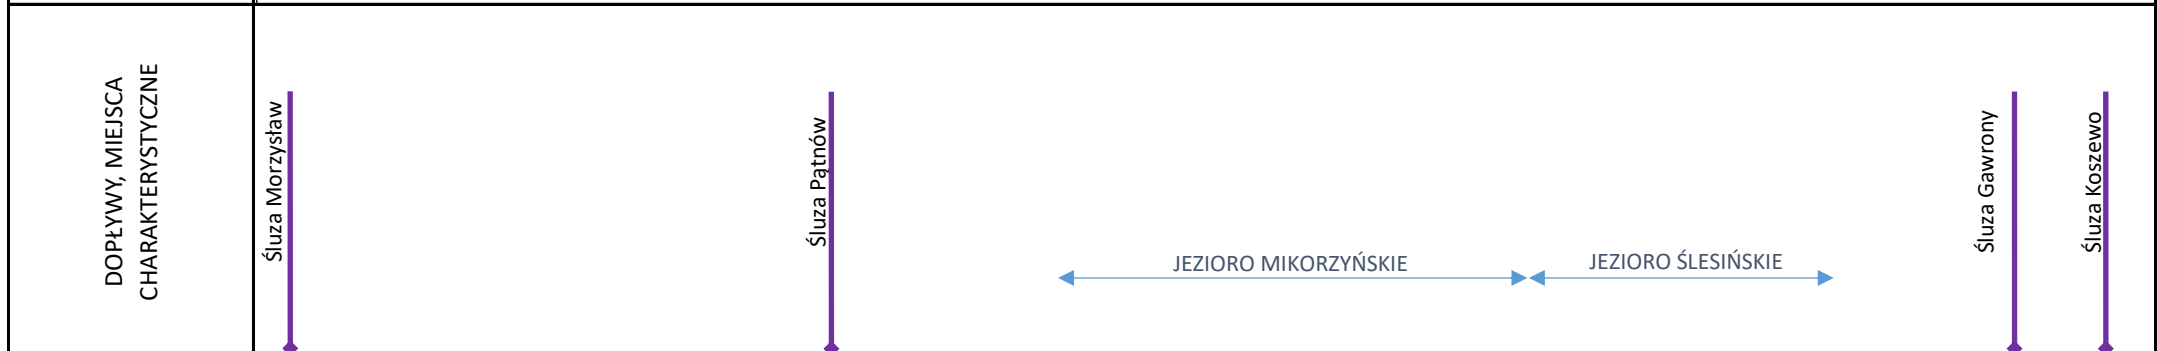 DOPŁYWY, MIEJSCA
CHARAKTERYSTYCZNE
Śluza Morzysław
Śluza Pątnów
JEZIORO MIKORZYŃSKIE
JEZIORO ŚLESIŃSKIE
Śluza Gawrony
Śluza Koszewo